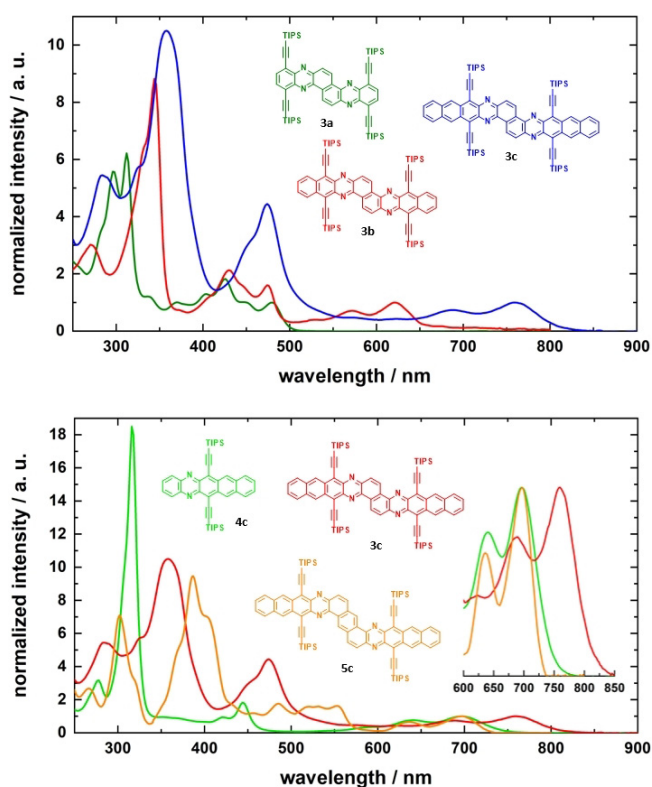 normalized intensity / a. u.
10
8
6
4
2
0
300
400
500
600
700
800
900
wavelength / nm
TIPS
TIPS
N
N
N
N
TIPS
TIPS
3a
TIPS
TIPS
N
N
N
N
TIPS
TIPS
3b
TIPS
TIPS
N
N
N
N
TIPS
TIPS
3c
normalized intensity / a. u.
18
16
14
12
10
8
6
4
2
0
300
400
500
600
700
800
900
wavelength / nm
TIPS
N
N
TIPS
4c
TIPS
TIPS
N
N
N
N
TIPS
TIPS
3c
TIPS
TIPS
N
N
N
N
TIPS
TIPS
5c
600
650
700
750
800
850